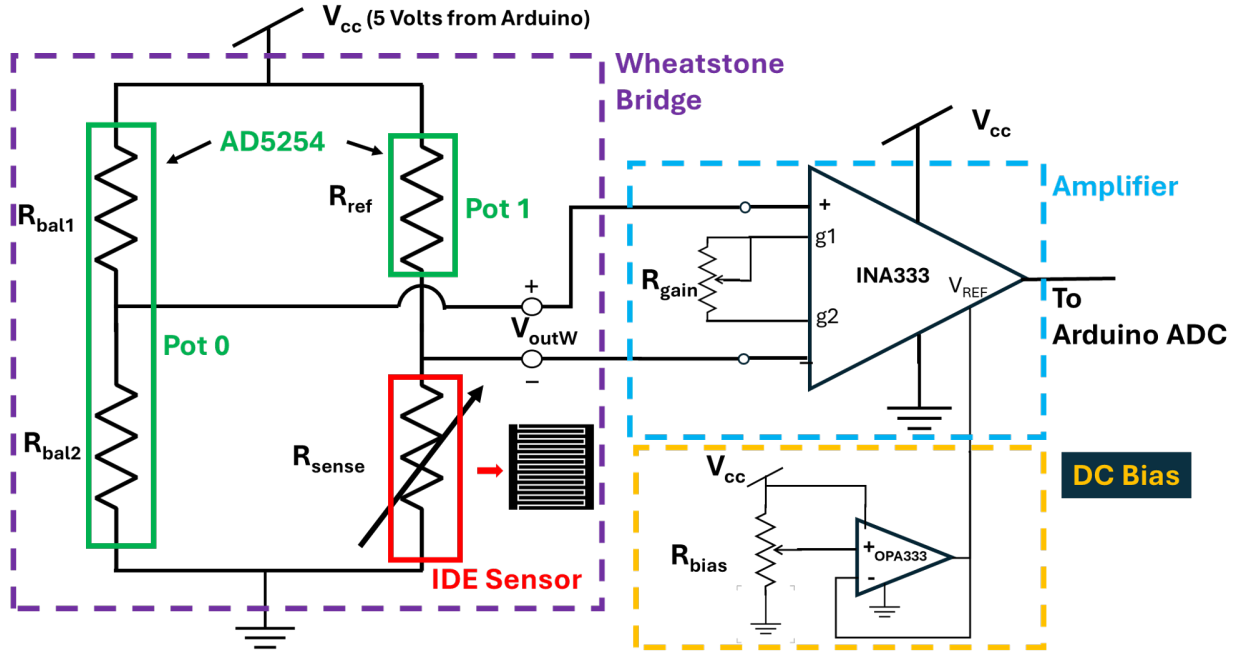 Vcc (5 Volts from Arduino)
Wheatstone
Bridge
AD5254
Rbal1
Rref
Pot 1
Pot 0
+
VoutW
−
Rbal2
Rsense
IDE Sensor
Vcc
Amplifier
+
g1
Rgain
INA333
VREF
g2
−
To
Arduino ADC
Vcc
DC Bias
Rbias
+
OPA333
-